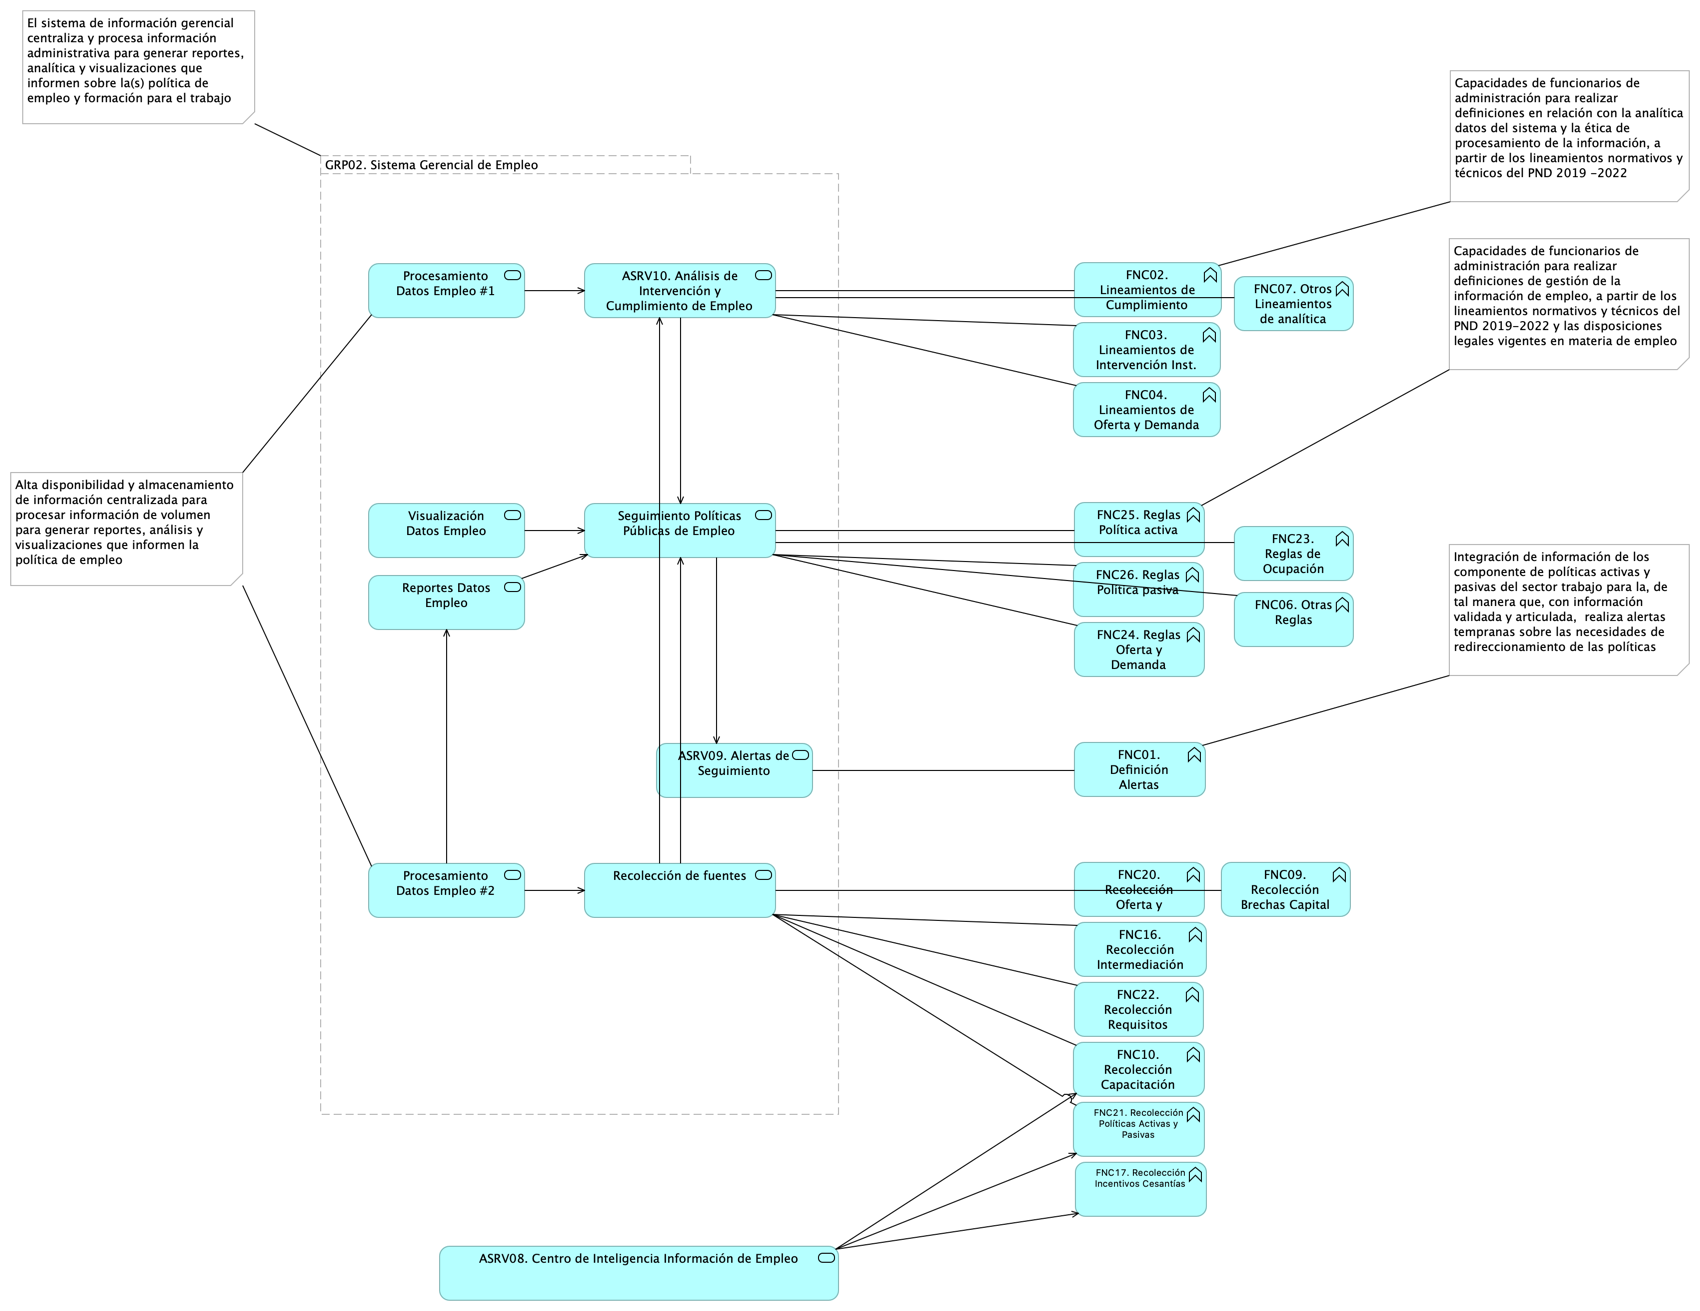 El sistema de información gerencial
centraliza y procesa información
administrativa para generar reportes,
analítica y visualizaciones que
informen sobre la(s) política de
empleo y formación para el trabajo
Capacidades de funcionarios de
administración para realizar
definiciones en relación con la analítica
datos del sistema y la ética de
procesamiento de la información, a
partir de los lineamientos normativos y
técnicos del PND 2019 -2022
GRP02. Sistema Gerencial de Empleo
Procesamiento
Datos Empleo #1
ASRV10. Análisis de
Intervención y
Cumplimiento de Empleo
FNC02.
Lineamientos de
Cumplimiento
FNC07. Otros
Lineamientos
de analítica
FNC03.
Lineamientos de
Intervención Inst.
FNC04.
Lineamientos de
Oferta y Demanda
Capacidades de funcionarios de
administración para realizar
definiciones de gestión de la
información de empleo, a partir de los
lineamientos normativos y técnicos del
PND 2019-2022 y las disposiciones
legales vigentes en materia de empleo
Alta disponibilidad y almacenamiento
de información centralizada para
procesar información de volumen
para generar reportes, análisis y
visualizaciones que informen la
política de empleo
Visualización
Datos Empleo
Seguimiento Políticas
Públicas de Empleo
FNC25. Reglas
Política activa
FNC23.
Reglas de
Ocupación
Reportes Datos
Empleo
FNC26. Reglas
Política pasiva
FNC06. Otras
Reglas
FNC24. Reglas
Oferta y
Demanda
Integración de información de los
componente de políticas activas y
pasivas del sector trabajo para la, de
tal manera que, con información
validada y articulada,  realiza alertas
tempranas sobre las necesidades de
redireccionamiento de las políticas
ASRV09. Alertas de
Seguimiento
FNC01.
Definición
Alertas
Procesamiento
Datos Empleo #2
Recolección de fuentes
FNC20.
Recolección
Oferta y
FNC09.
Recolección
Brechas Capital
FNC16.
Recolección
Intermediación
FNC22.
Recolección
Requisitos
FNC10.
Recolección
Capacitación
FNC21. Recolección
Políticas Activas y
Pasivas
FNC17. Recolección
Incentivos Cesantías
ASRV08. Centro de Inteligencia Información de Empleo